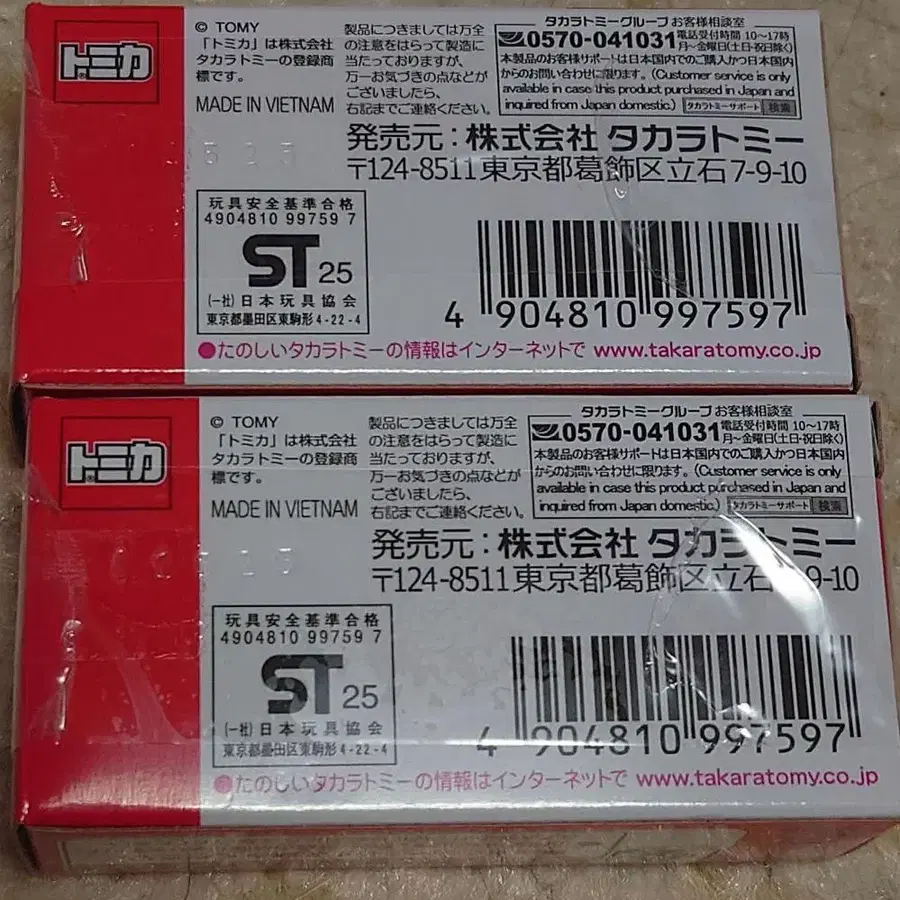 トミカ
© TOMY
「トミカ」は株式会社
タカラトミーの登録商
標です。
MADE IN VIETNAM
製品につきましては万全
の注意をはらって製造に
当たっておりますが、
万一お気づきの点などが
ございましたら、
右記までご連絡ください。
タカラトミーグループ お客様相談室
0570-041031 電話受付時間 10〜17時
月〜金曜日(土・日・祝日除く)
本製品のお客様サポートは日本国内でのご購入かつ日本国内
からのお問い合わせに限ります。(Customer service is only
available in case this product purchased in Japan and
inquired from Japan domestic.) タカラトミーサポート 検索
発売元:株式会社 タカラトミー
〒124-8511東京都葛飾区立石7-9-10
玩具安全基準合格
4904810 99759 7
ST 25
(一社)日本玩具協会
東京都墨田区東駒形4-22-4
4 904810 997597
●たのしいタカラトミーの情報はインターネットで www.takaratomy.co.jp
トミカ
© TOMY
「トミカ」は株式会社
タカラトミーの登録商
標です。
MADE IN VIETNAM
製品につきましては万全
の注意をはらって製造に
当たっておりますが、
万一お気づきの点などが
ございましたら、
右記までご連絡ください。
タカラトミーグループ お客様相談室
0570-041031 電話受付時間 10〜17時
月〜金曜日(土・日・祝日除く)
本製品のお客様サポートは日本国内でのご購入かつ日本国内
からのお問い合わせに限ります。(Customer service is only
available in case this product purchased in Japan and
inquired from Japan domestic.) タカラトミーサポート 検索
発売元:株式会社 タカラトミー
〒124-8511東京都葛飾区立石 9-10
玩具安全基準合格
4904810 99759 7
ST 25
(一社)日本玩具協会
東京都墨田区東駒形4-22-4
4 904810 997597
●たのしいタカラトミーの情報はインターネットで www.takaratomy.co.jp